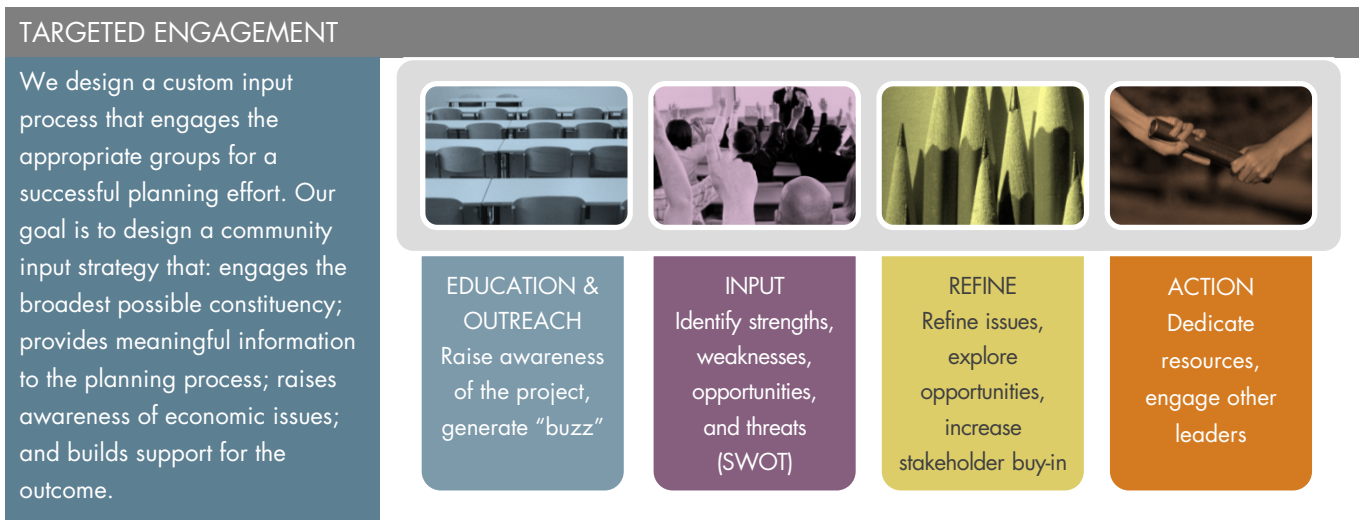 TARGETED ENGAGEMENT
We design a custom input
process that engages the
appropriate groups for a
successful planning effort. Our
goal is to design a community
input strategy that: engages the
broadest possible constituency;
provides meaningful information
to the planning process; raises
awareness of economic issues;
and builds support for the
outcome.
EDUCATION &
OUTREACH
Raise awareness
of the project,
generate “buzz”
INPUT
Identify strengths,
weaknesses,
opportunities,
and threats
(SWOT)
REFINE
Refine issues,
explore
opportunities,
increase
stakeholder buy-in
ACTION
Dedicate
resources,
engage other
leaders